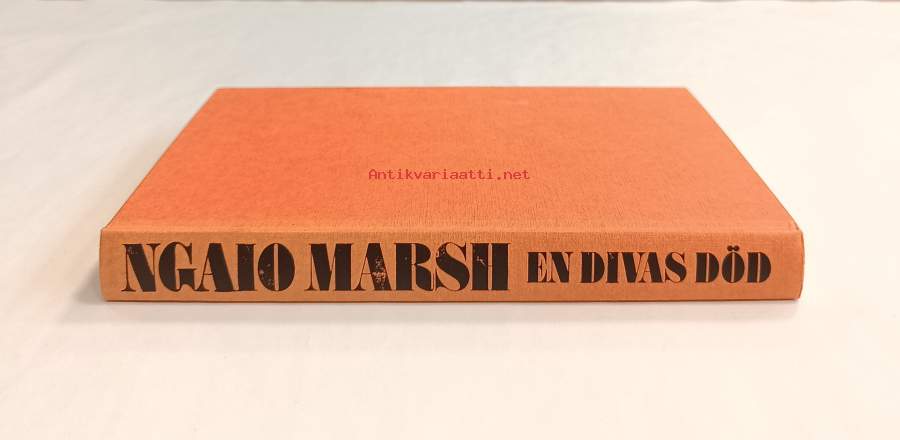 Antikvariaatti.net
NGAIO MARSH EN DIVAS DÖD